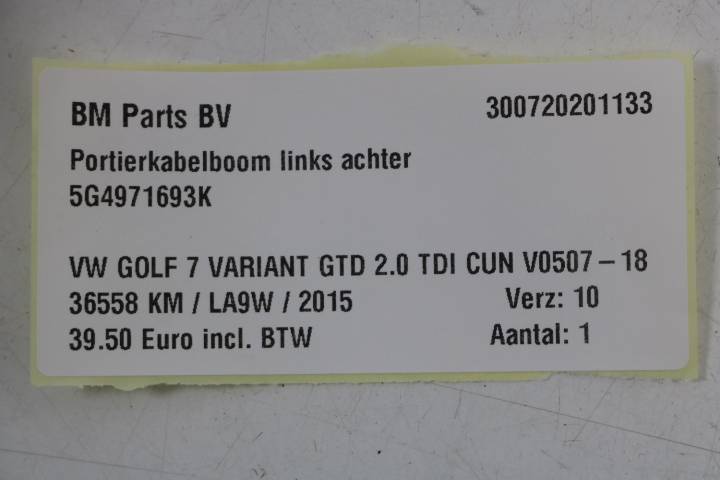 BM Parts BV 300720201133
Portierkabelboom links achter
5G4971693K
VW GOLF 7 VARIANT GTD 2.0 TDI CUN V0507 – 18
36558 KM / LA9W / 2015 Verz: 10
39.50 Euro incl. BTW Aantal: 1